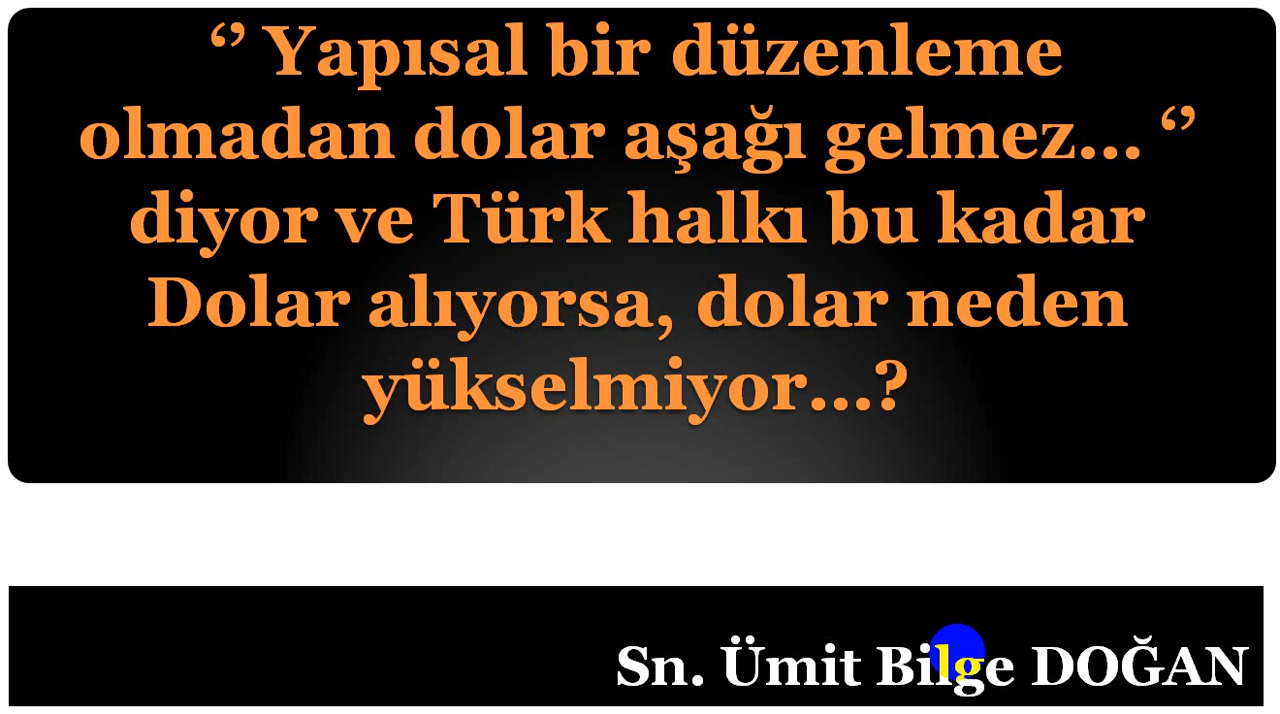 ‘’ Yapısal bir düzenleme
olmadan dolar aşağı gelmez... ‘’
diyor ve Türk halkı bu kadar
Dolar alıyorsa, dolar neden
yükselmiyor...?
Sn. Ümit Bilge DOĞAN